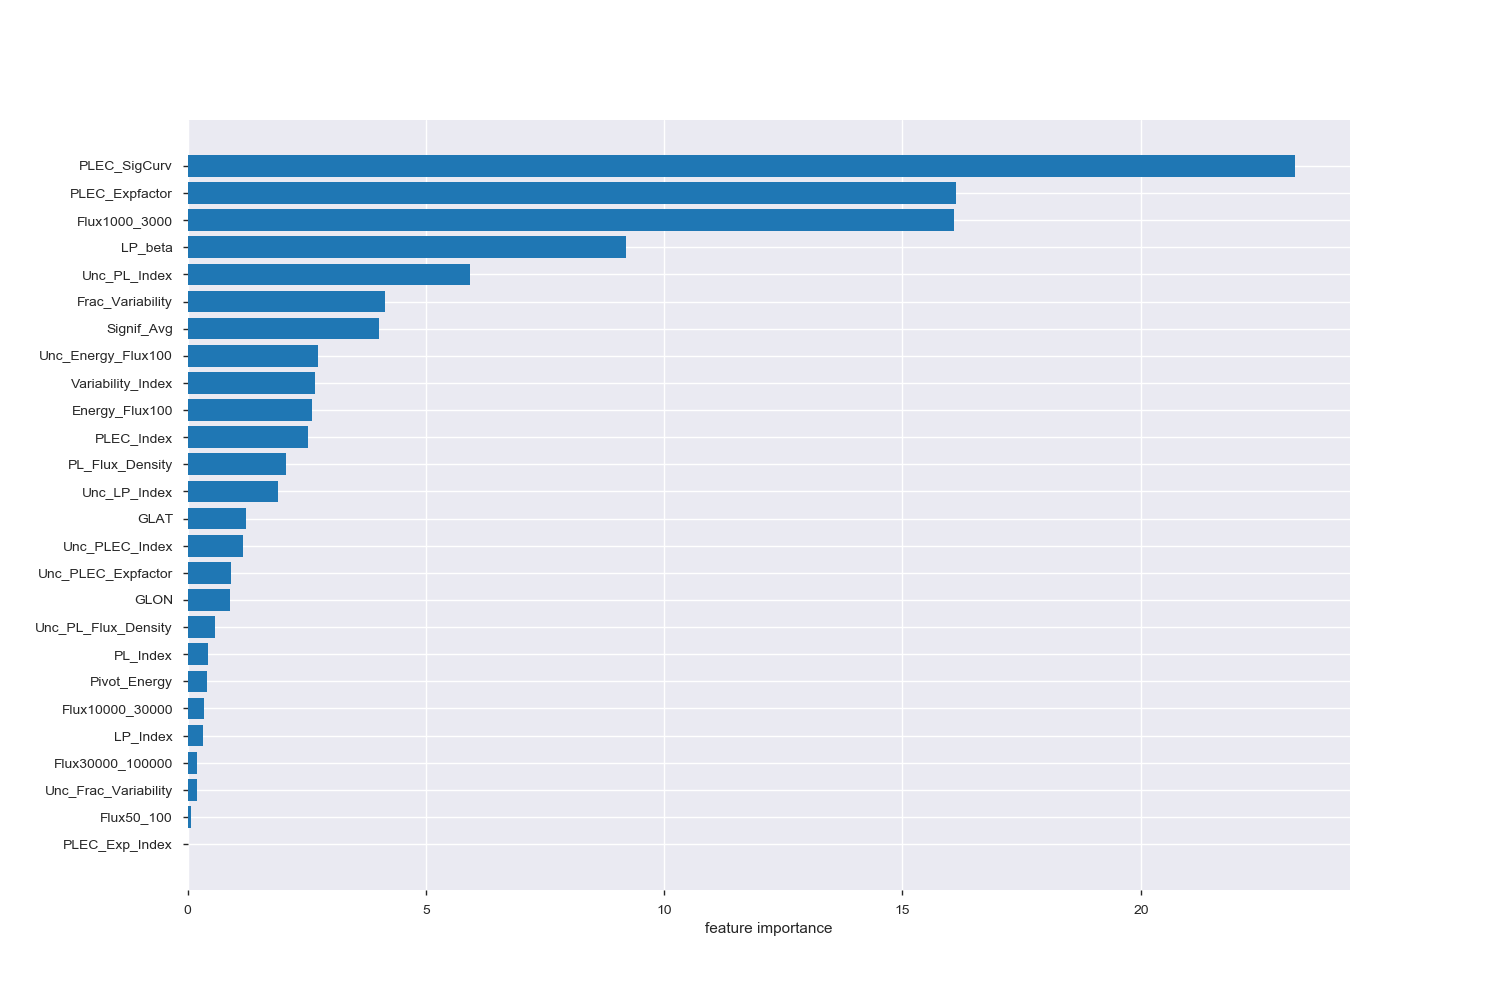 PLEC_SigCurv
PLEC_Expfactor
Flux1000_3000
LP_beta
Unc_PL_Index
Frac_Variability
Signif_Avg
Unc_Energy_Flux100
Variability_Index
Energy_Flux100
PLEC_Index
PL_Flux_Density
Unc_LP_Index
GLAT
Unc_PLEC_Index
Unc_PLEC_Expfactor
GLON
Unc_PL_Flux_Density
PL_Index
Pivot_Energy
Flux10000_30000
LP_Index
Flux30000_100000
Unc_Frac_Variability
Flux50_100
PLEC_Exp_Index
0 5 10 15 20
feature importance